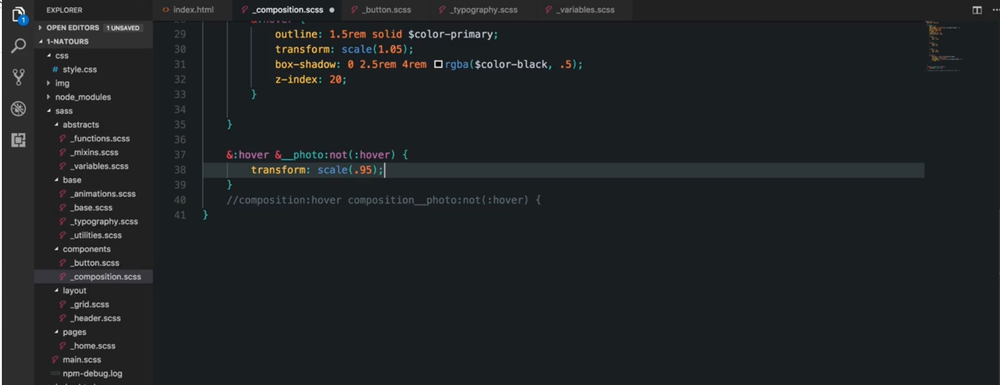 EXPLORER
OPEN EDITORS 1 UNSAVED
1-NATOURS
css
# style.css
img
node_modules
sass
abstracts
_functions.scss
_mixins.scss
_variables.scss
base
_animations.scss
_base.scss
_typography.scss
_utilities.scss
components
_button.scss
_composition.scss
layout
_grid.scss
_header.scss
pages
_home.scss
main.scss
npm-debug.log
1
<> index.html
_composition.scss ●
_button.scss
_typography.scss
_variables.scss
&:hover {
29 outline: 1.5rem solid $color-primary;
30 transform: scale(1.05);
31 box-shadow: 0 2.5rem 4rem rgba($color-black, .5);
32 z-index: 20;
33 }
34
35 }
36
37 &:hover &__photo:not(:hover) {
38 transform: scale(.95);
39 }
40 //composition:hover composition__photo:not(:hover) {
41 }